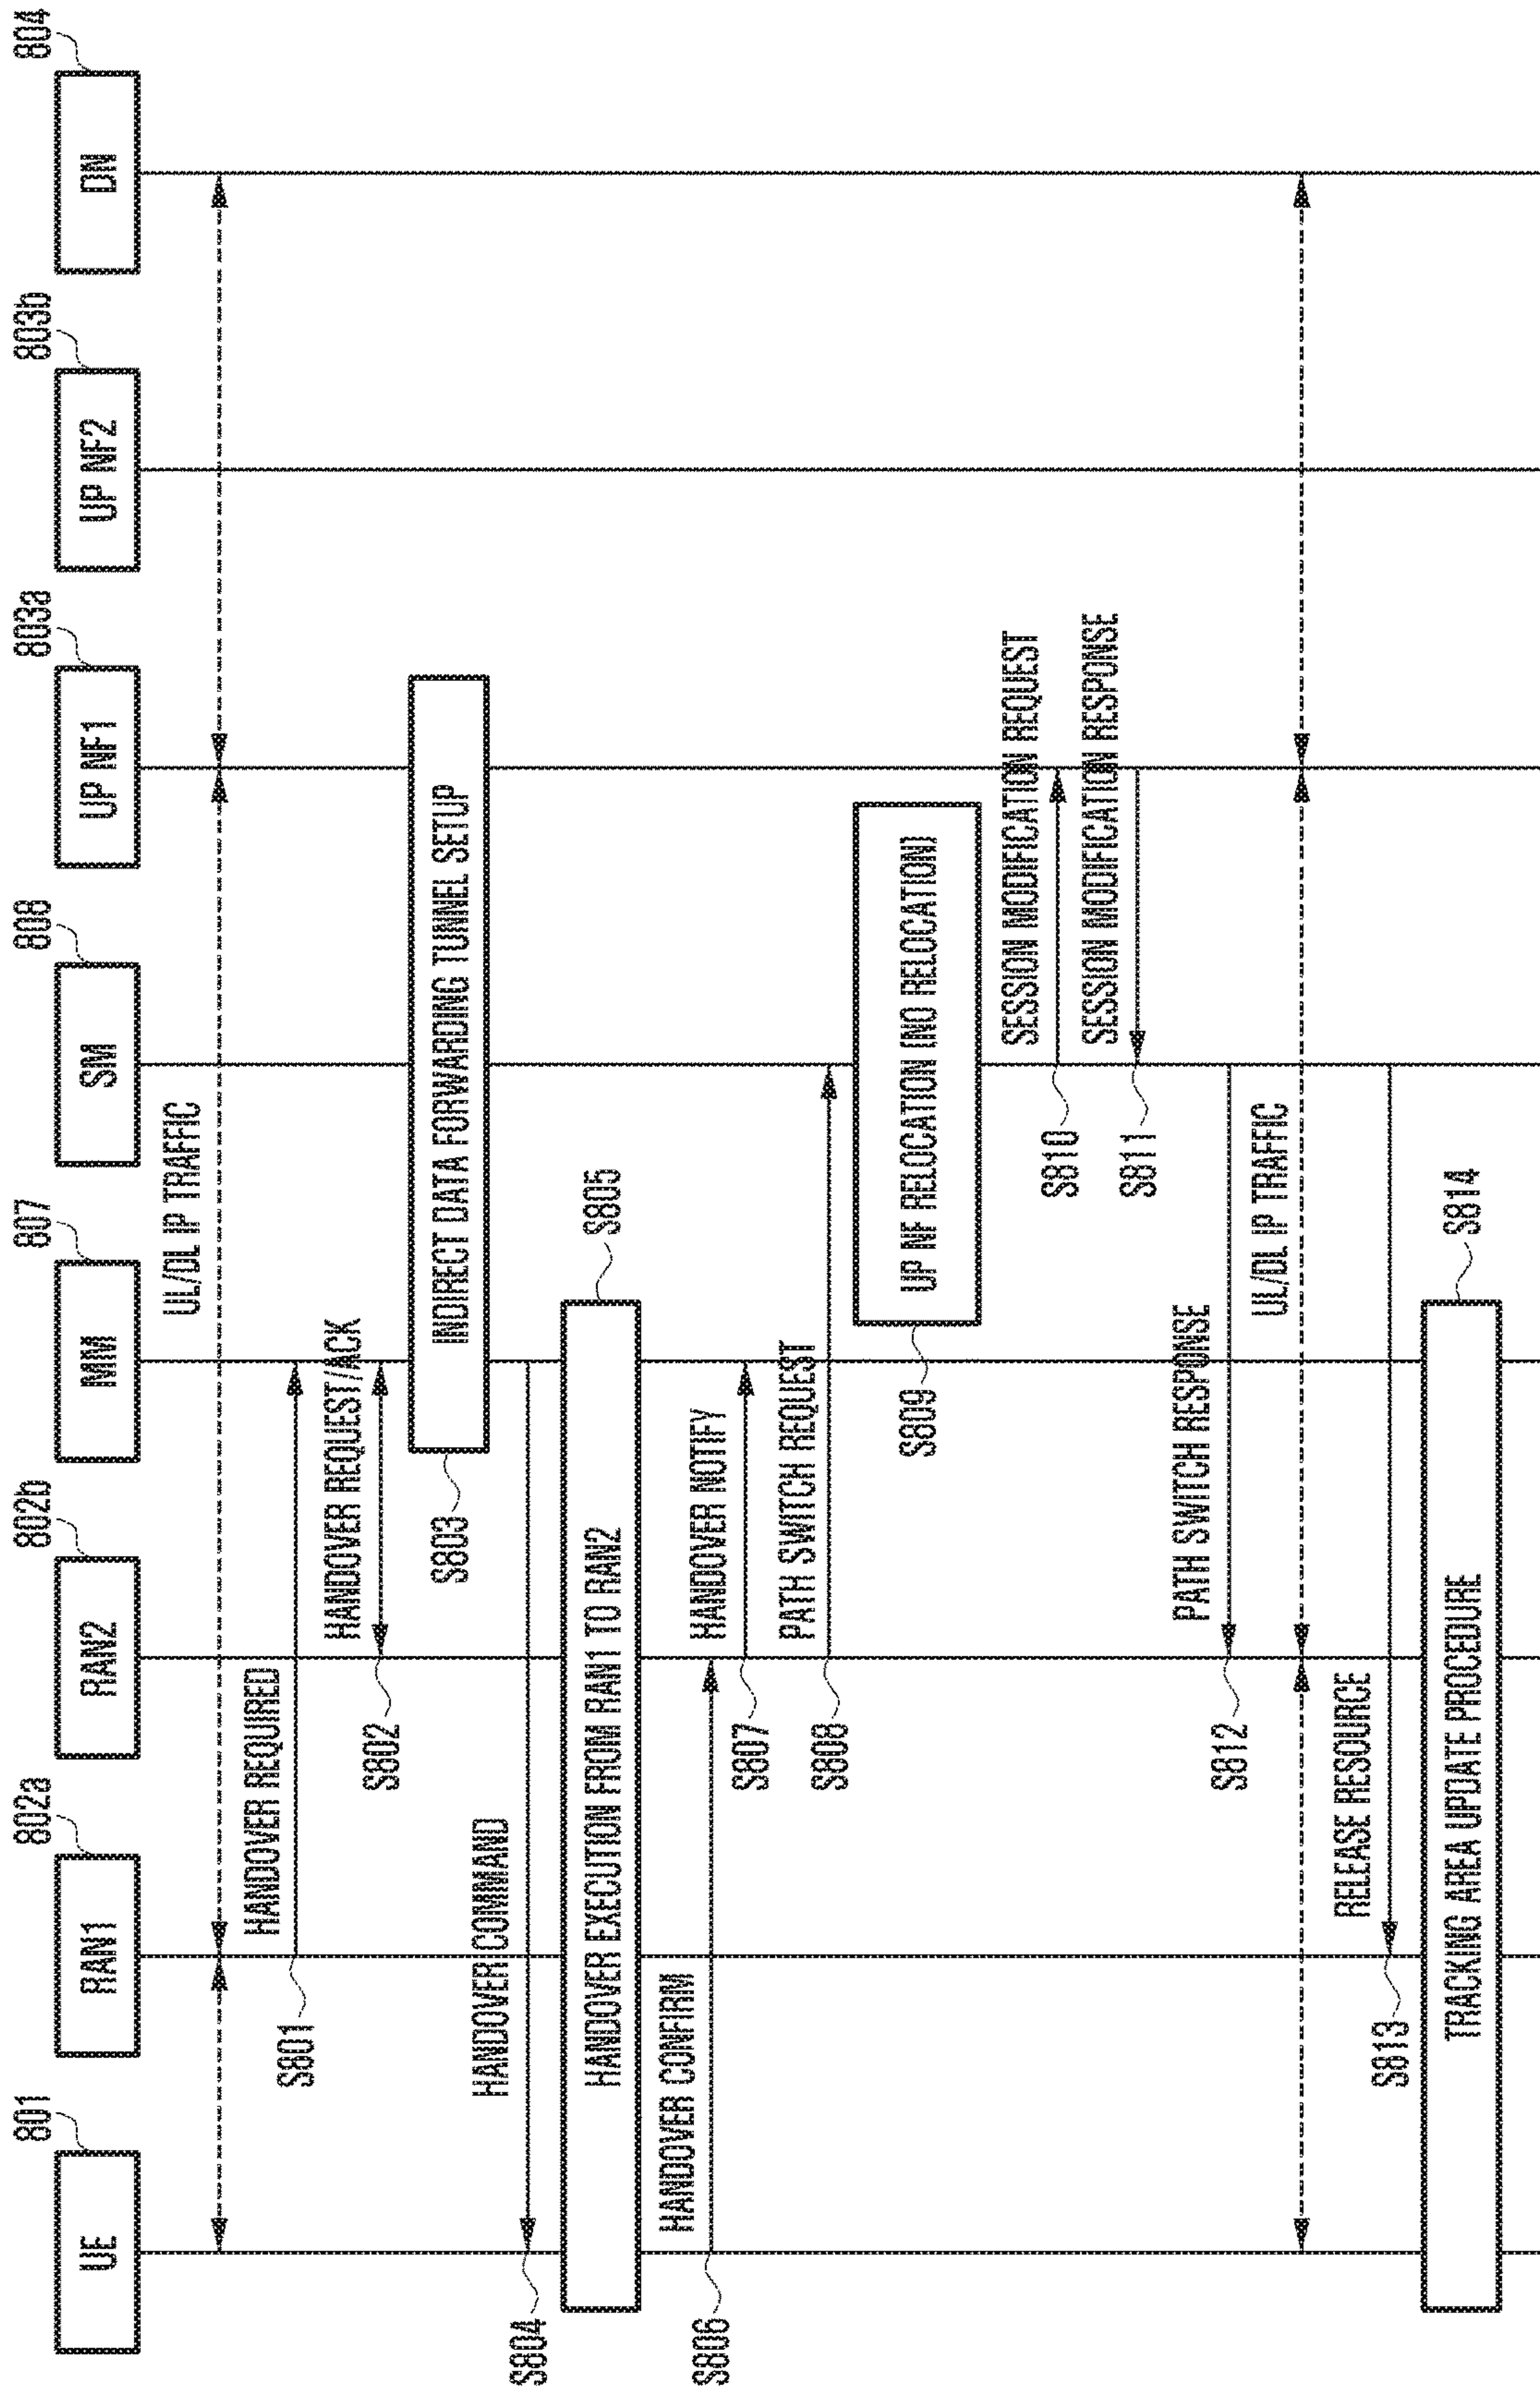 801
802a
802b
807
808
803a
803b
804
UE
RAN1
RAN2
MM
SM
UP NF1
UP NF2
DN
UL/DL IP TRAFFIC
HANDOVER REQUIRED
S801
HANDOVER REQUEST/ACK
S802
INDIRECT DATA FORWARDING TUNNEL SETUP
S803
HANDOVER COMMAND
S804
HANDOVER EXECUTION FROM RAN1 TO RAN2
S805
HANDOVER CONFIRM
S806
HANDOVER NOTIFY
S807
PATH SWITCH REQUEST
S808
UP NF RELOCATION (NO RELOCATION)
S809
SESSION MODIFICATION REQUEST
S810
SESSION MODIFICATION RESPONSE
S811
PATH SWITCH RESPONSE
S812
UL/DL IP TRAFFIC
RELEASE RESOURCE
S813
TRACKING AREA UPDATE PROCEDURE
S814